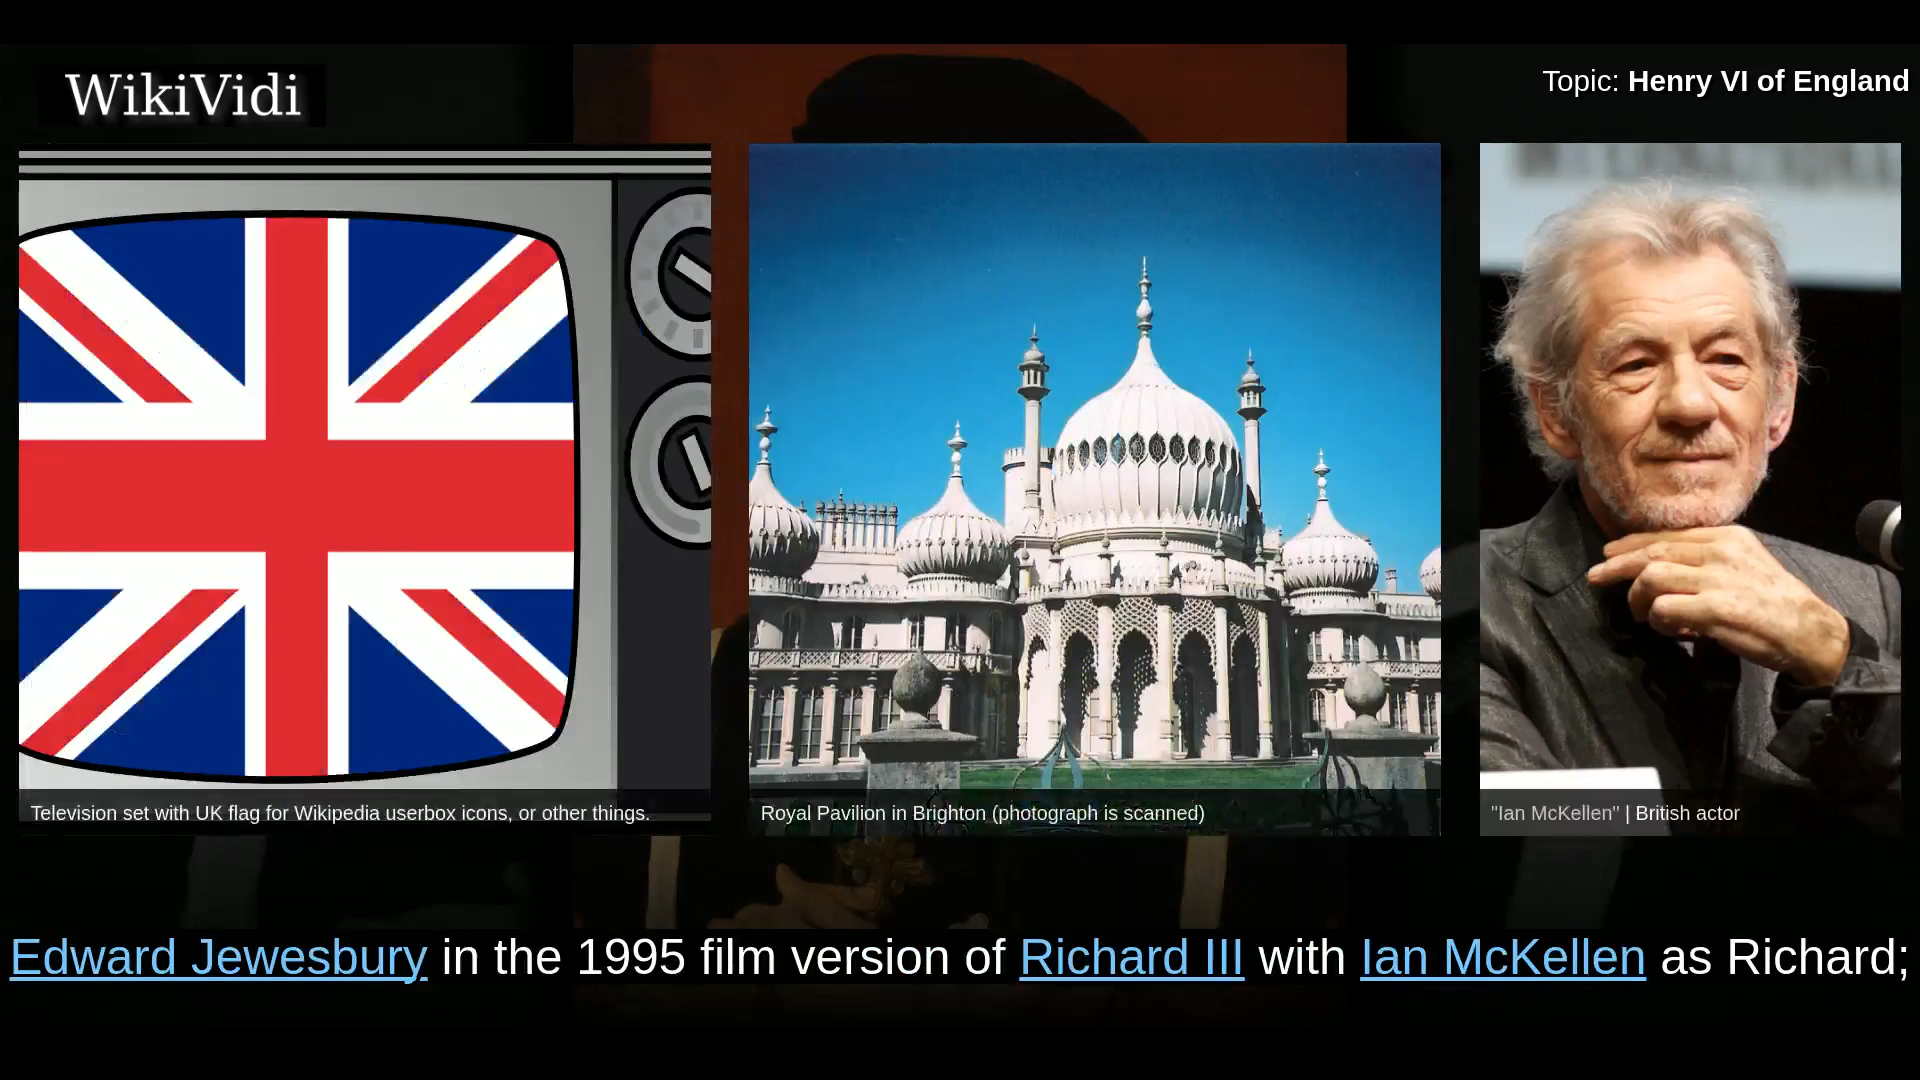 WikiVidi
Topic: Henry VI of England
Television set with UK flag for Wikipedia userbox icons, or other things.
Royal Pavilion in Brighton (photograph is scanned)
"Ian McKellen" | British actor
Edward Jewesbury in the 1995 film version of Richard III with Ian McKellen as Richard;